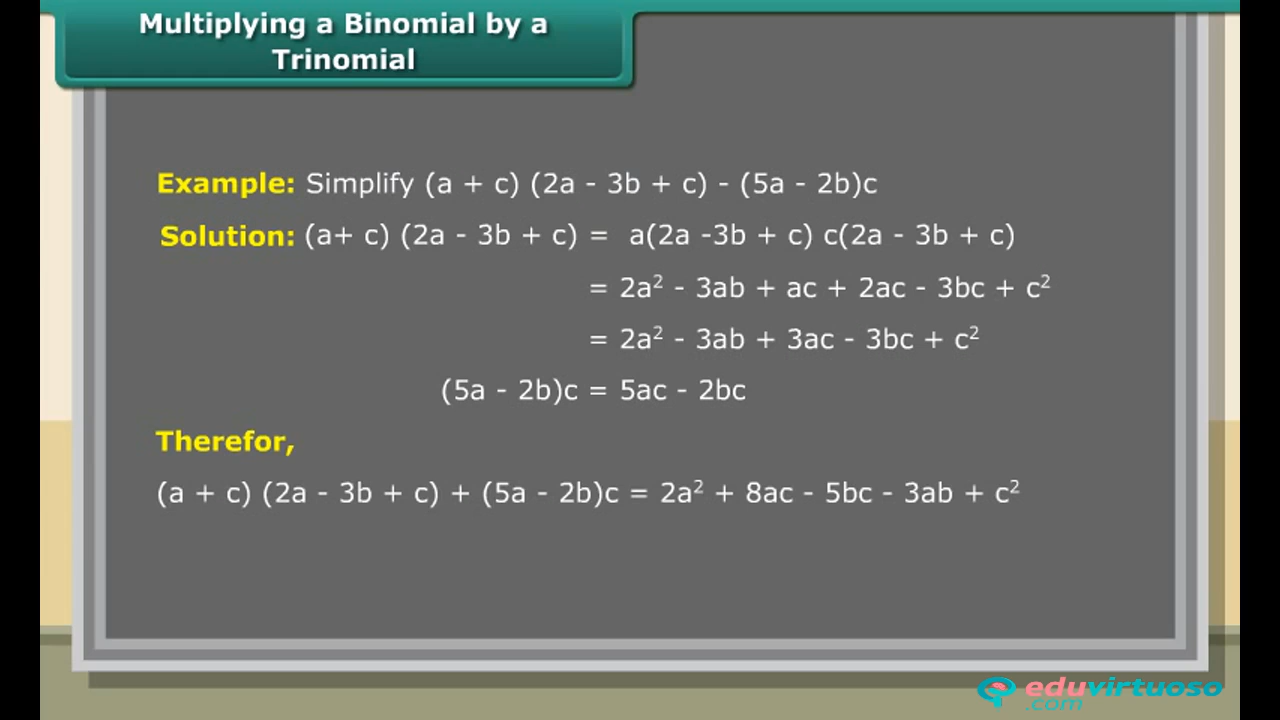 Multiplying a Binomial by a
Trinomial
Example: Simplify (a + c) (2a - 3b + c) - (5a - 2b)c
Solution: (a+ c) (2a - 3b + c) = a(2a -3b + c) c(2a - 3b + c)
= 2a² - 3ab + ac + 2ac - 3bc + c²
= 2a² - 3ab + 3ac - 3bc + c²
(5a - 2b)c = 5ac - 2bc
Therefor,
(a + c) (2a - 3b + c) + (5a - 2b)c = 2a² + 8ac - 5bc - 3ab + c²
eduvirtuoso
.com